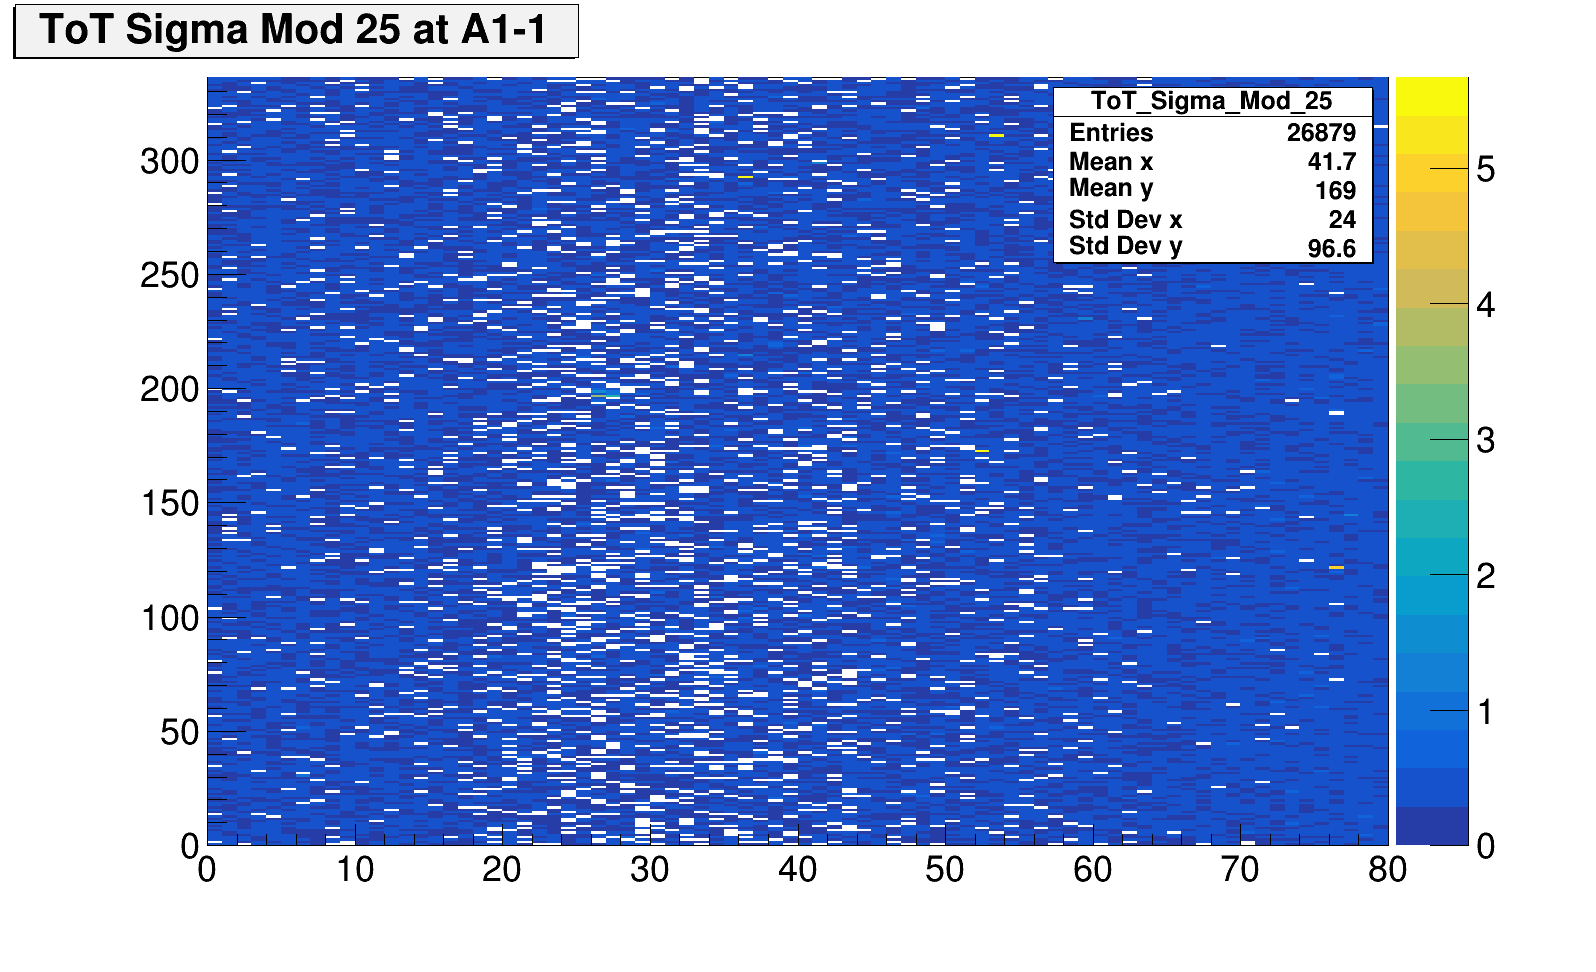 ToT Sigma Mod 25 at A1-1
ToT_Sigma_Mod_25
Entries 26879
Mean x 41.7
Mean y 169
Std Dev x 24
Std Dev y 96.6
300
250
200
150
100
50
0
0 10 20 30 40 50 60 70 80
5
4
3
2
1
0